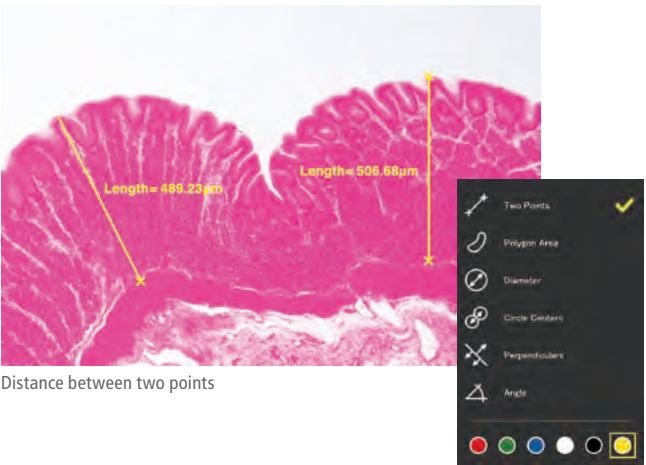 Length= 489.23μm
Length= 506.68μm
Two Points
Polygon Area
Diameter
Circle Centers
Perpendiculars
Angle
Distance between two points